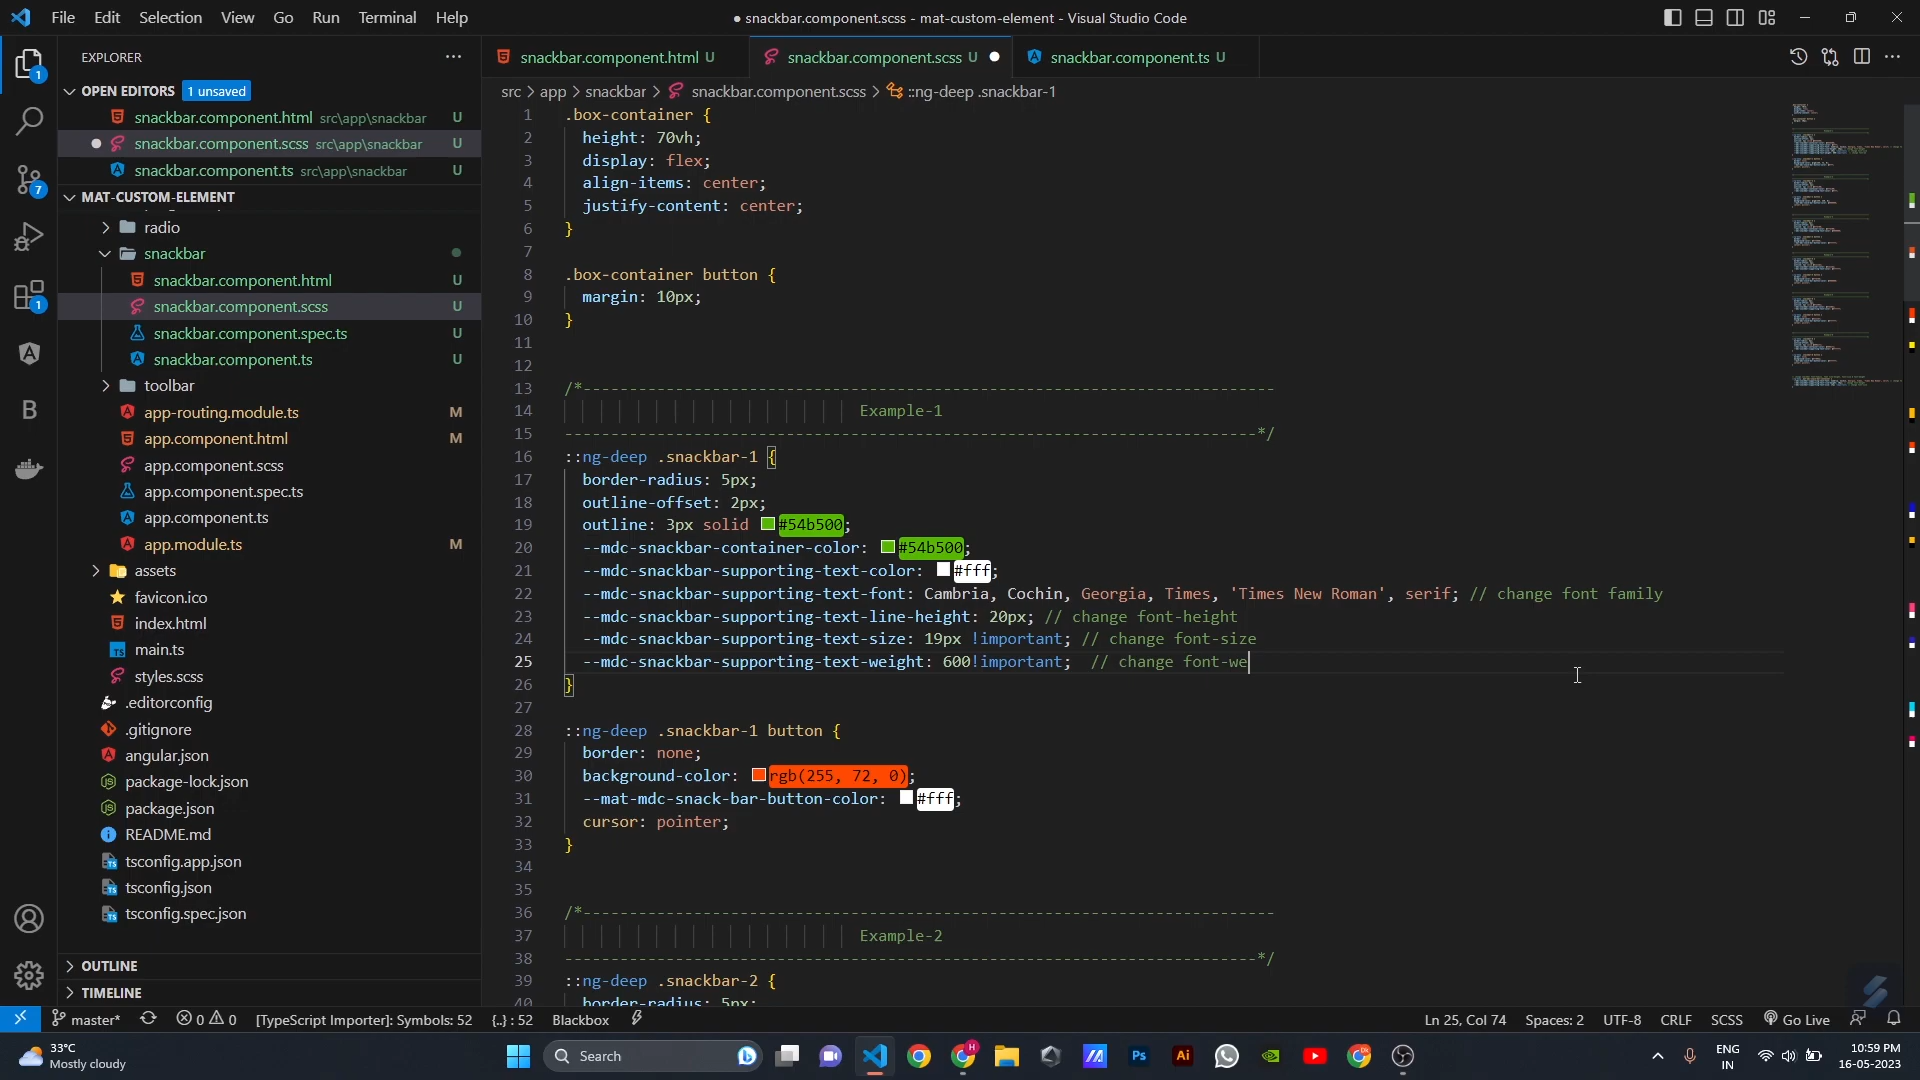 File Edit Selection View Go Run Terminal Help
● snackbar.component.scss - mat-custom-element - Visual Studio Code
EXPLORER
snackbar.component.html U
snackbar.component.scss U
snackbar.component.ts U
OPEN EDITORS 1 unsaved
snackbar.component.html src\app\snackbar U
snackbar.component.scss src\app\snackbar U
snackbar.component.ts src\app\snackbar U
MAT-CUSTOM-ELEMENT
radio
snackbar
snackbar.component.html U
snackbar.component.scss U
snackbar.component.spec.ts U
snackbar.component.ts U
toolbar
app-routing.module.ts M
app.component.html M
app.component.scss
app.component.spec.ts
app.component.ts
app.module.ts M
assets
favicon.ico
index.html
main.ts
styles.scss
.editorconfig
.gitignore
angular.json
package-lock.json
package.json
README.md
tsconfig.app.json
tsconfig.json
tsconfig.spec.json
OUTLINE
TIMELINE
src > app > snackbar > snackbar.component.scss > ::ng-deep .snackbar-1
1 .box-container {
2 height: 70vh;
3 display: flex;
4 align-items: center;
5 justify-content: center;
6 }
7
8 .box-container button {
9 margin: 10px;
10 }
11
12
13 /*---------------------------------------------------------------------------
14 Example-1
15 ---------------------------------------------------------------------------*/
16 ::ng-deep .snackbar-1 {
17 border-radius: 5px;
18 outline-offset: 2px;
19 outline: 3px solid #54b500;
20 --mdc-snackbar-container-color: #54b500;
21 --mdc-snackbar-supporting-text-color: #fff;
22 --mdc-snackbar-supporting-text-font: Cambria, Cochin, Georgia, Times, 'Times New Roman', serif; // change font family
23 --mdc-snackbar-supporting-text-line-height: 20px; // change font-height
24 --mdc-snackbar-supporting-text-size: 19px !important; // change font-size
25 --mdc-snackbar-supporting-text-weight: 600!important; // change font-we
26 }
27
28 ::ng-deep .snackbar-1 button {
29 border: none;
30 background-color: rgb(255, 72, 0);
31 --mat-mdc-snack-bar-button-color: #fff;
32 cursor: pointer;
33 }
34
35
36 /*---------------------------------------------------------------------------
37 Example-2
38 ---------------------------------------------------------------------------*/
39 ::ng-deep .snackbar-2 {
40 border-radius: 5px;
master* 0 0 [TypeScript Importer]: Symbols: 52 {..} : 52 Blackbox
Ln 25, Col 74 Spaces: 2 UTF-8 CRLF SCSS Go Live
33°C
Mostly cloudy
Search
ENG
IN
10:59 PM
16-05-2023